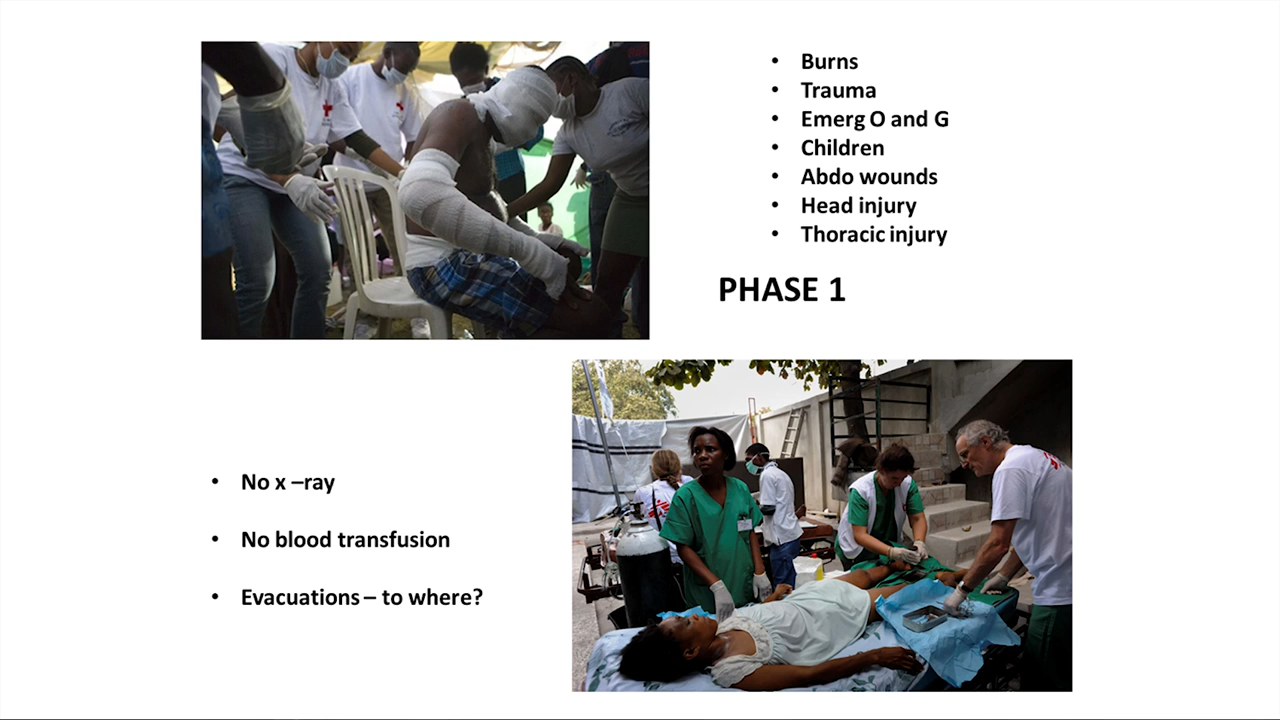 • Burns
• Trauma
• Emerg O and G
• Children
• Abdo wounds
• Head injury
• Thoracic injury
PHASE 1
• No x –ray
• No blood transfusion
• Evacuations – to where?